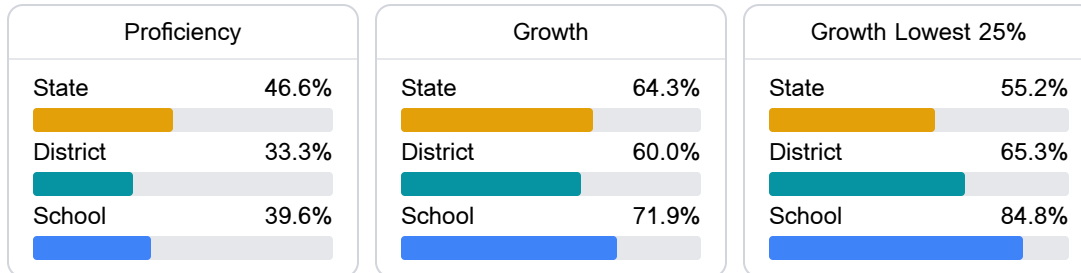 Proficiency
State 46.6%
District 33.3%
School 39.6%
Growth
State 64.3%
District 60.0%
School 71.9%
Growth Lowest 25%
State 55.2%
District 65.3%
School 84.8%